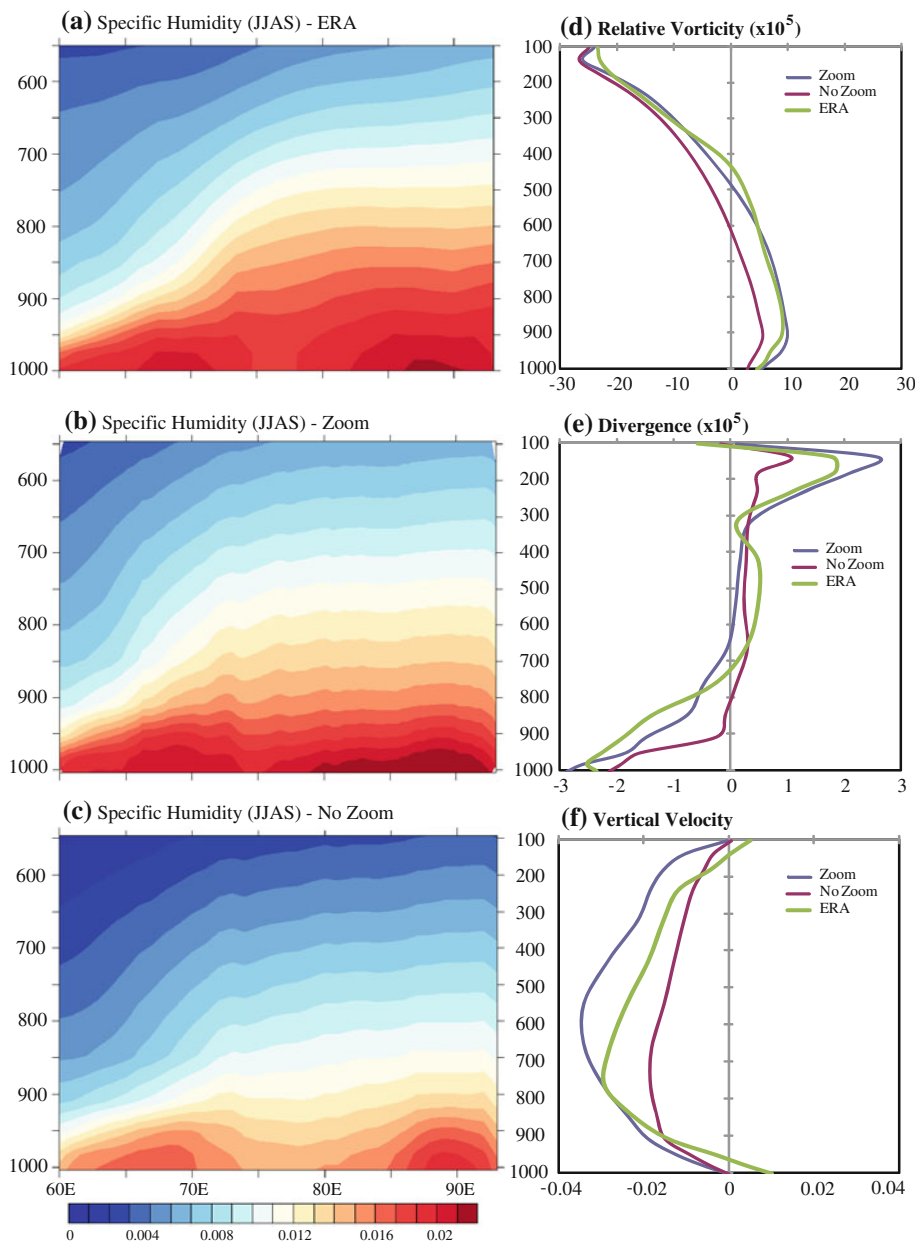 (a) Specific Humidity (JJAS) - ERA
600
700
800
900
1000
(d) Relative Vorticity (x10⁵)
100
200
300
400
500
600
700
800
900
1000
Zoom
No Zoom
ERA
-30 -20 -10 0 10 20 30
(b) Specific Humidity (JJAS) - Zoom
600
700
800
900
1000
(e) Divergence (x10⁵)
100
200
300
400
500
600
700
800
900
1000
Zoom
No Zoom
ERA
-3 -2 -1 0 1 2 3
(c) Specific Humidity (JJAS) - No Zoom
600
700
800
900
1000
60E 70E 80E 90E
0 0.004 0.008 0.012 0.016 0.02
(f) Vertical Velocity
100
200
300
400
500
600
700
800
900
1000
Zoom
No Zoom
ERA
-0.04 -0.02 0 0.02 0.04